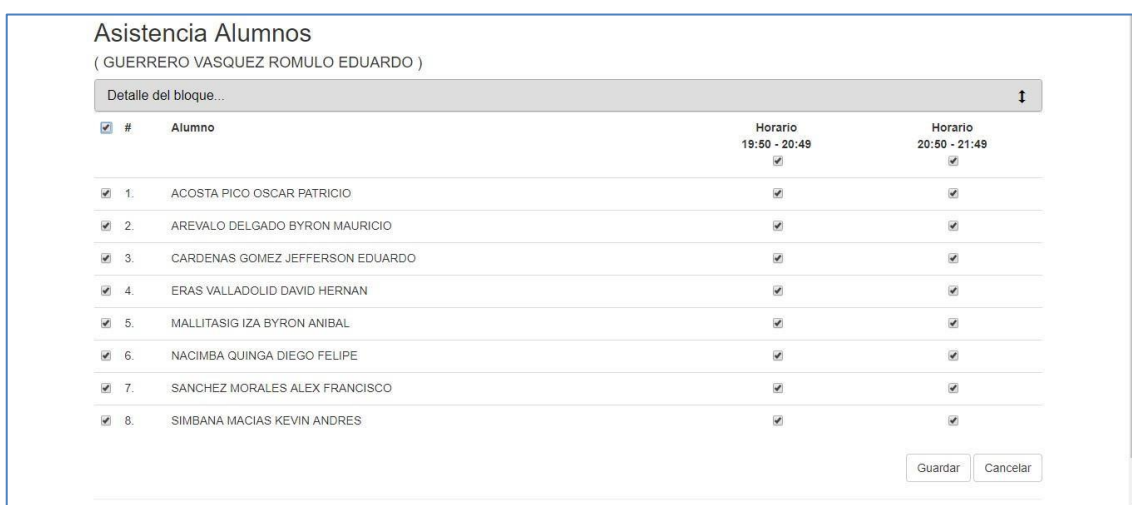 Asistencia Alumnos
( GUERRERO VASQUEZ ROMULO EDUARDO )
Detalle del bloque...
# Alumno Horario Horario
19:50 - 20:49 20:50 - 21:49
1. ACOSTA PICO OSCAR PATRICIO
2. AREVALO DELGADO BYRON MAURICIO
3. CARDENAS GOMEZ JEFFERSON EDUARDO
4. ERAS VALLADOLID DAVID HERNAN
5. MALLITASIG IZA BYRON ANIBAL
6. NACIMBA QUINGA DIEGO FELIPE
7. SANCHEZ MORALES ALEX FRANCISCO
8. SIMBANA MACIAS KEVIN ANDRES
Guardar Cancelar